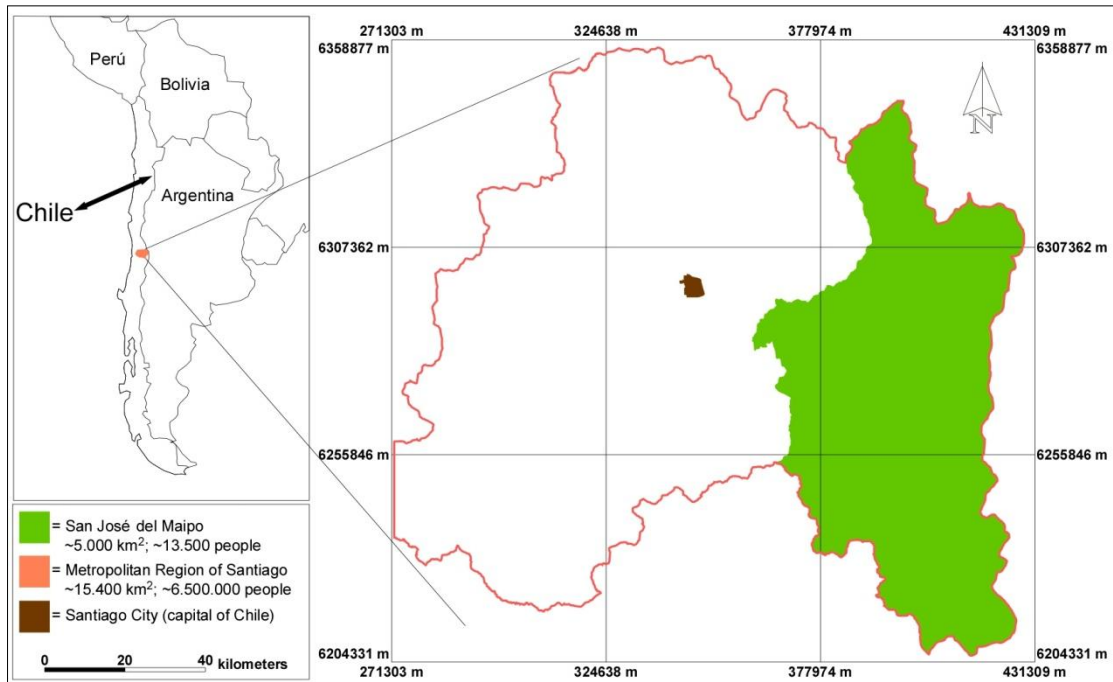 Perú
Bolivia
Argentina
Chile
271303 m
324638 m
377974 m
431309 m
6358877 m
6358877 m
N
6307362 m
6307362 m
6255846 m
6255846 m
6204331 m
6204331 m
271303 m
324638 m
377974 m
431309 m
= San José del Maipo
~5.000 km²; ~13.500 people
= Metropolitan Region of Santiago
~15.400 km²; ~6.500.000 people
= Santiago City (capital of Chile)
0 20 40 kilometers